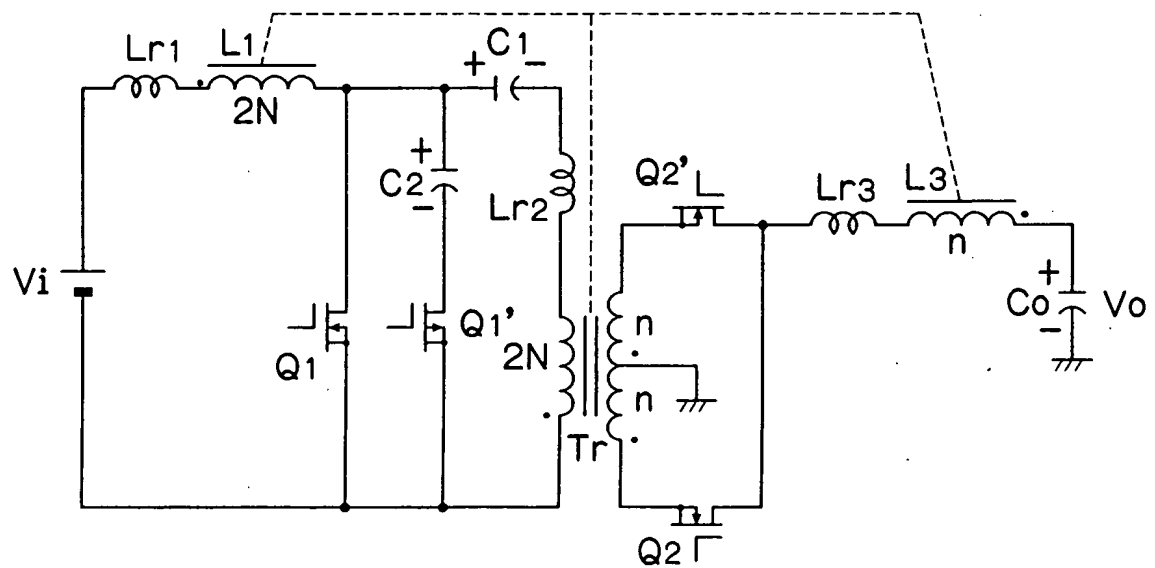 Lr1
L1
2N
+ C1 -
+
C2
-
Lr2
Q2'
Lr3
L3
n
Vi
Q1
Q1'
2N
n
n
Tr
+
Co
-
Vo
Q2